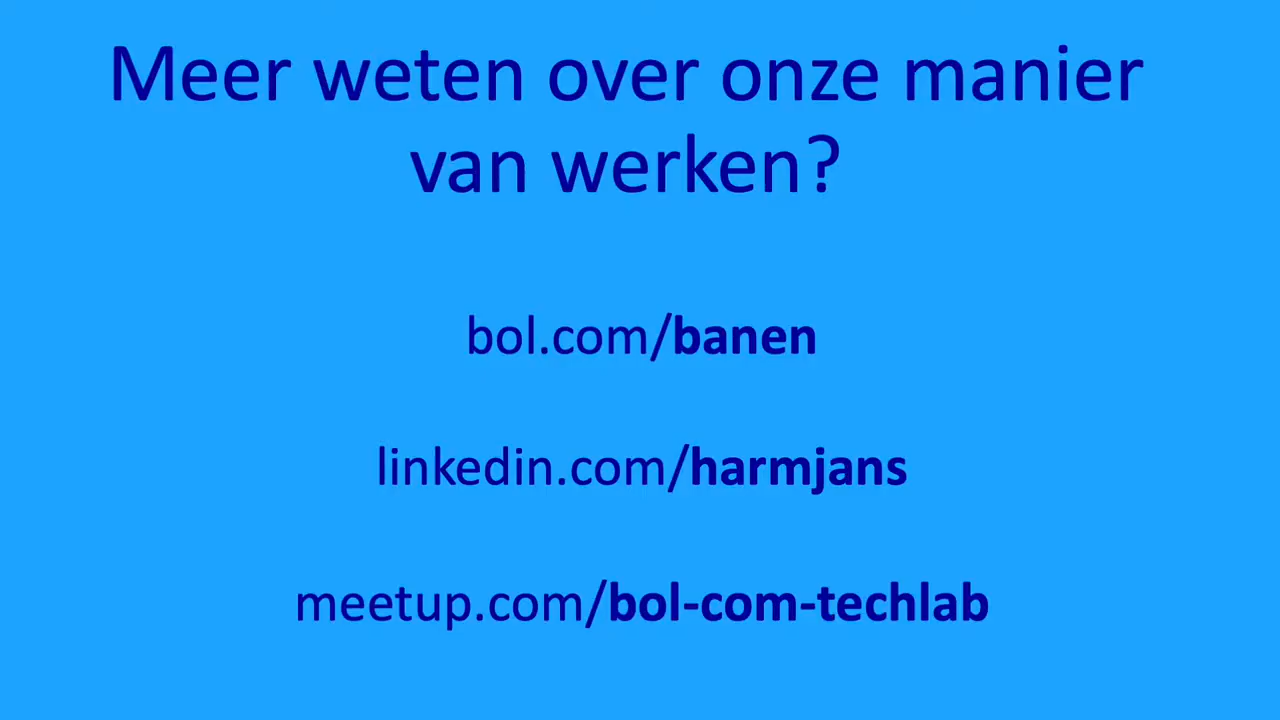 Meer weten over onze manier
van werken?
bol.com/banen
linkedin.com/harmjans
meetup.com/bol-com-techlab